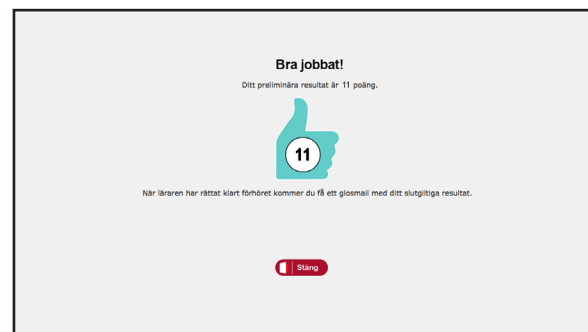 Bra jobbat!
Ditt preliminära resultat är 11 poäng.
11
När läraren har rättat klart förhöret kommer du få ett glosmail med ditt slutgiltiga resultat.
Stäng